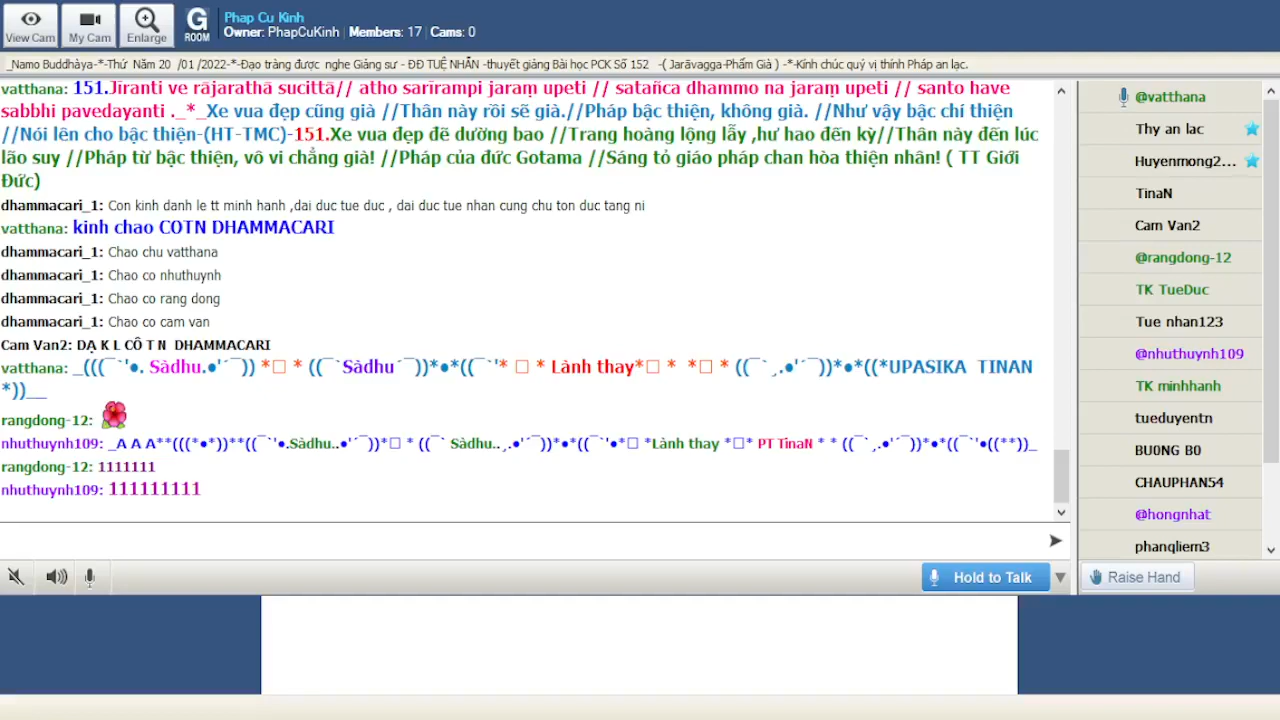 Phap Cu Kinh
Owner: PhapCuKinh | Members: 17 | Cams: 0
View Cam
My Cam
Enlarge
G
ROOM
_Namo Buddhàya-*-Thứ Năm 20 /01 /2022-*-Đạo tràng được nghe Giảng sư - ĐĐ TUỆ NHẪN -thuyết giảng Bài học PCK Số 152 -( Jarāvagga-Phẩm Già ) -*-Kính chúc quý vị thính Pháp an lạc.
vatthana: 151.Jīranti ve rājarathā sucittā// atho sarīrampi jaraṃ upeti // satañca dhammo na jaraṃ upeti // santo have
sabbhi pavedayanti ._*_Xe vua đẹp cũng già //Thân này rồi sẽ già.//Pháp bậc thiện, không già. //Như vậy bậc chí thiện
//Nói lên cho bậc thiện-(HT-TMC)-151.Xe vua đẹp đẽ dường bao //Trang hoàng lộng lẫy ,hư hao đến kỳ//Thân này đến lúc
lão suy //Pháp từ bậc thiện, vô vi chẳng già! //Pháp của đức Gotama //Sáng tỏ giáo pháp chan hòa thiện nhân! ( TT Giới
Đức)
dhammacari_1: Con kinh danh le tt minh hanh ,dai duc tue duc , dai duc tue nhan cung chu ton duc tang ni
vatthana: kinh chao COTN DHAMMACARI
dhammacari_1: Chao chu vatthana
dhammacari_1: Chao co nhuthuynh
dhammacari_1: Chao co rang dong
dhammacari_1: Chao co cam van
Cam Van2: DẠ K L CÔ T N DHAMMACARI
vatthana: _(((¯`'●. Sàdhu.●'´¯)) *□ * ((¯`Sàdhu´¯))*●*((¯`'* □ * Lành thay*□ * *□ * ((¯`¸.●'´¯))*●*((*UPASIKA TINAN
*))__
rangdong-12:
nhuthuynh109: _A A A**(((*●*))**((¯`'●.Sàdhu..●'´¯))*□ * ((¯` Sàdhu..¸.●'´¯))*●*((¯`'●*□ *Lành thay *□* PT TinaN * * ((¯`¸.●'´¯))*●*((¯`'●((**))_
rangdong-12: 1111111
nhuthuynh109: 111111111
Hold to Talk
@vatthana
Thy an lac
Huyenmong2...
TinaN
Cam Van2
@rangdong-12
TK TueDuc
Tue nhan123
@nhuthuynh109
TK minhhanh
tueduyentn
BU0NG B0
CHAUPHAN54
@hongnhat
phanqliem3
Raise Hand